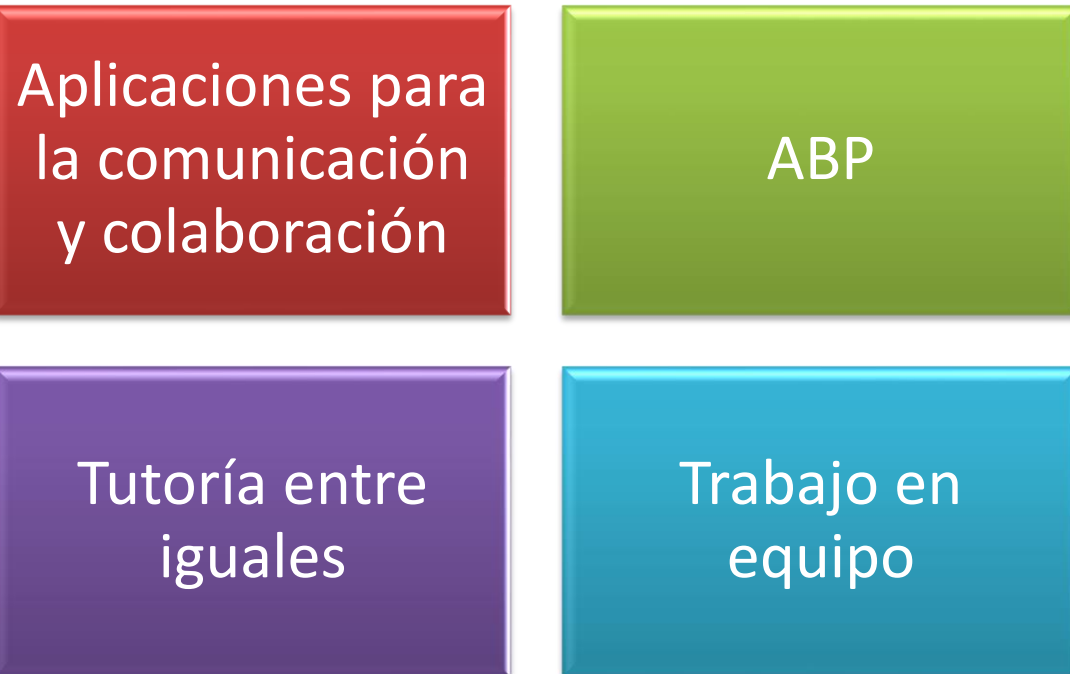 Aplicaciones para
la comunicación
y colaboración
ABP
Tutoría entre
iguales
Trabajo en
equipo